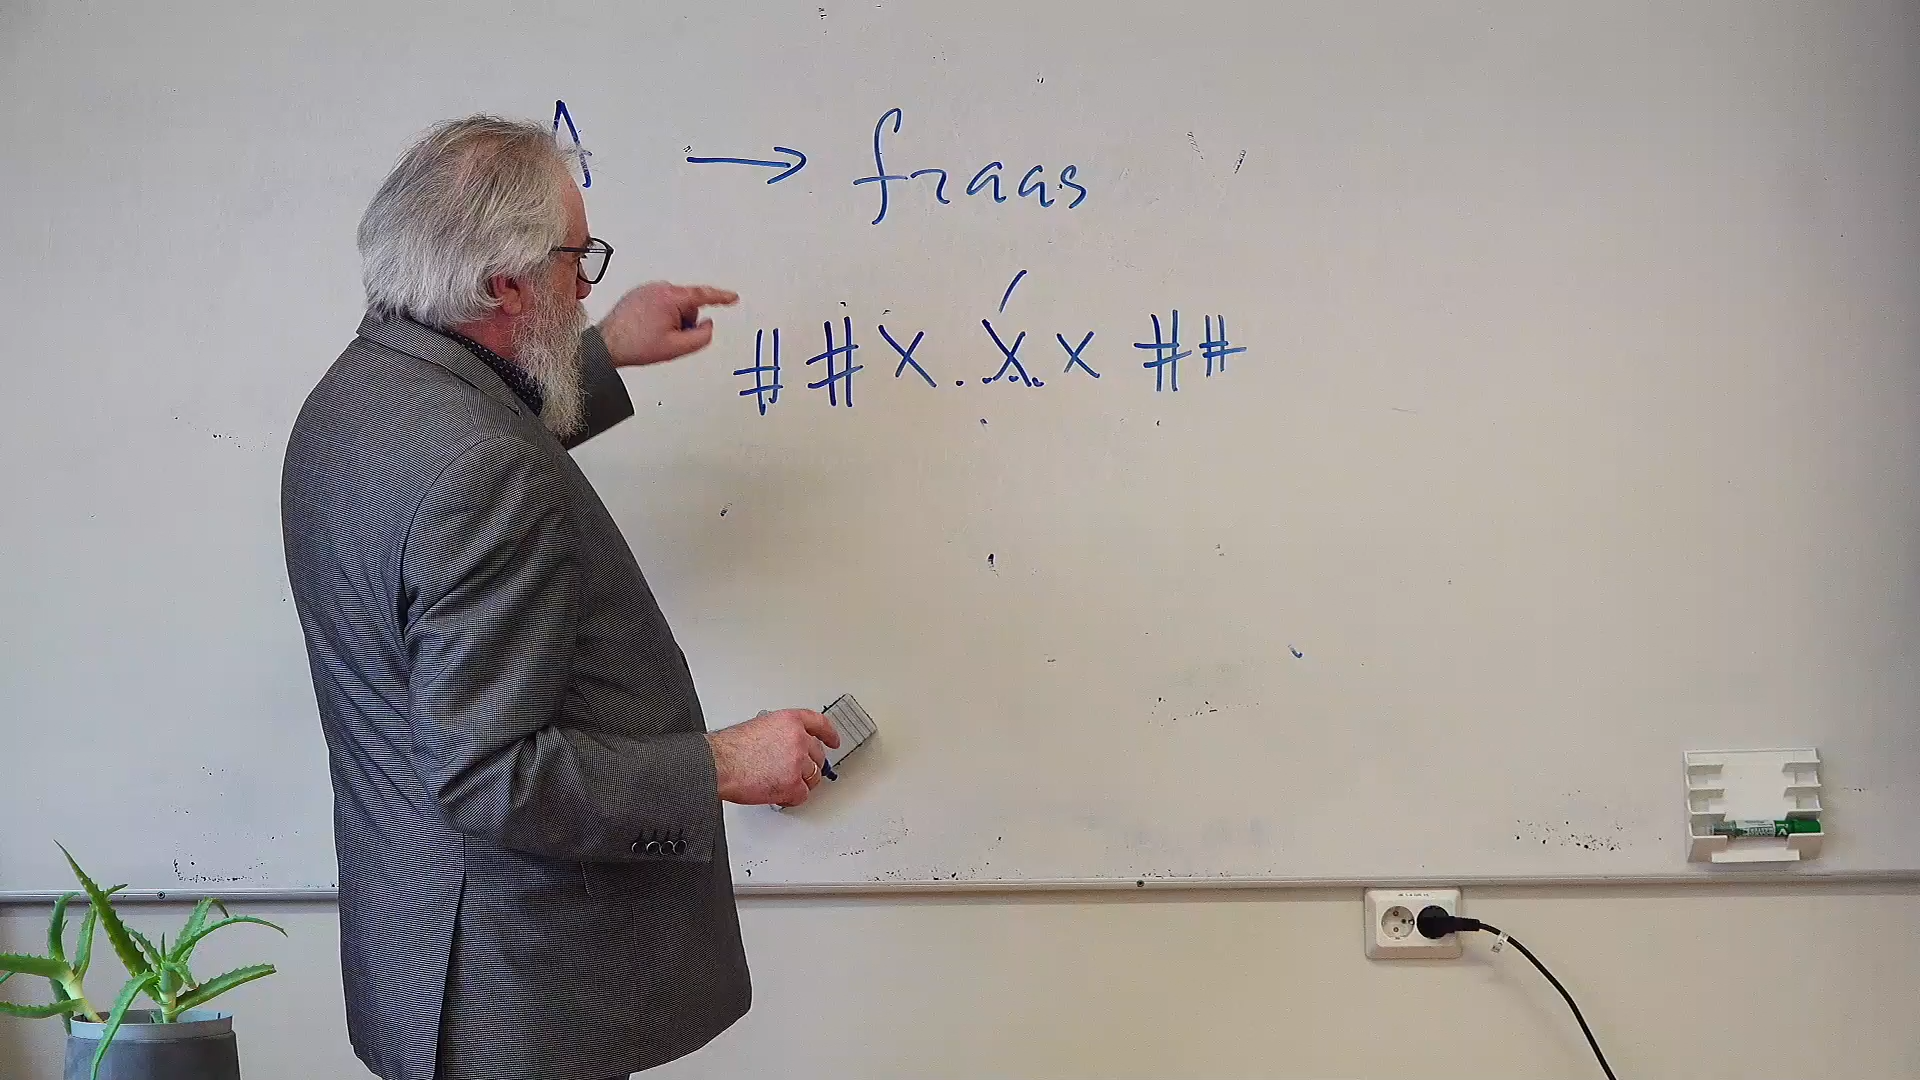 A → fraas
# # X . . X . . X # #